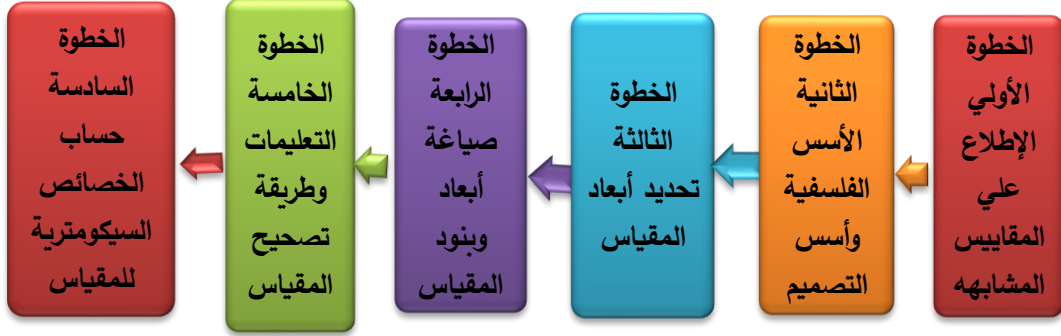 الخطوة
الأولي
الإطلاع
علي
المقاييس
المشابهه
الخطوة
الثانية
الأسس
الفلسفية
وأسس
التصميم
الخطوة
الثالثة
تحديد أبعاد
المقياس
الخطوة
الرابعة
صياغة
أبعاد
وبنود
المقياس
الخطوة
الخامسة
التعليمات
وطريقة
تصحيح
المقياس
الخطوة
السادسة
حساب
الخصائص
السيكومترية
للمقياس